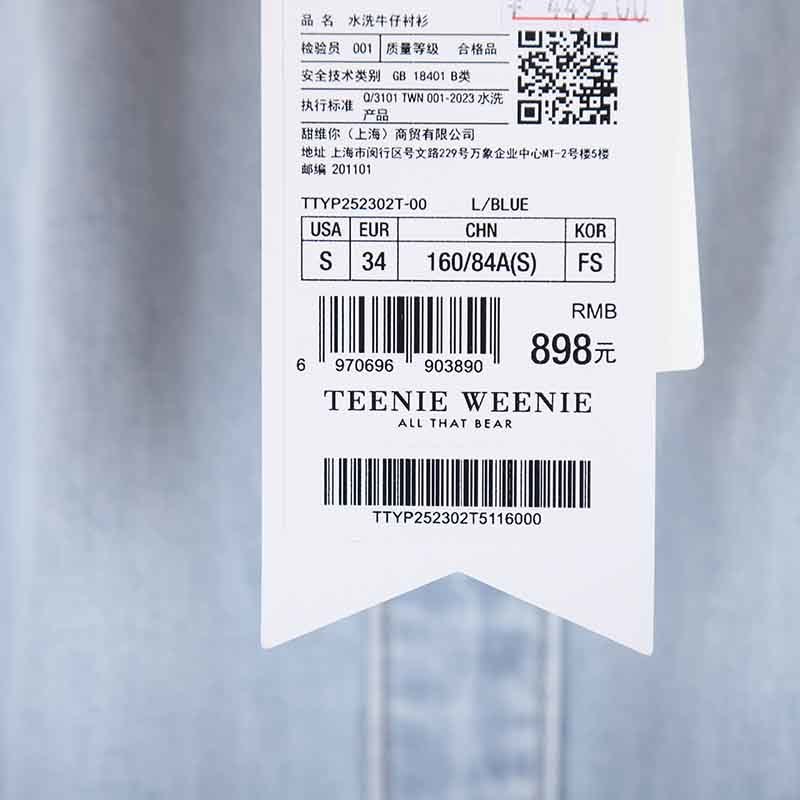 ¥ 449.00
品 名 水洗牛仔衬衫
检验员 001 质量等级 合格品
安全技术类别 GB 18401 B类
执行标准 Q/3101 TWN 001-2023 水洗
产品
甜维你（上海）商贸有限公司
地址 上海市闵行区号文路229号万象企业中心MT-2号楼5楼
邮编 201101
TTYP252302T-00 L/BLUE
USA EUR CHN KOR
S 34 160/84A(S) FS
RMB
898元
6 970696 903890
TEENIE WEENIE
ALL THAT BEAR
TTYP252302T5116000